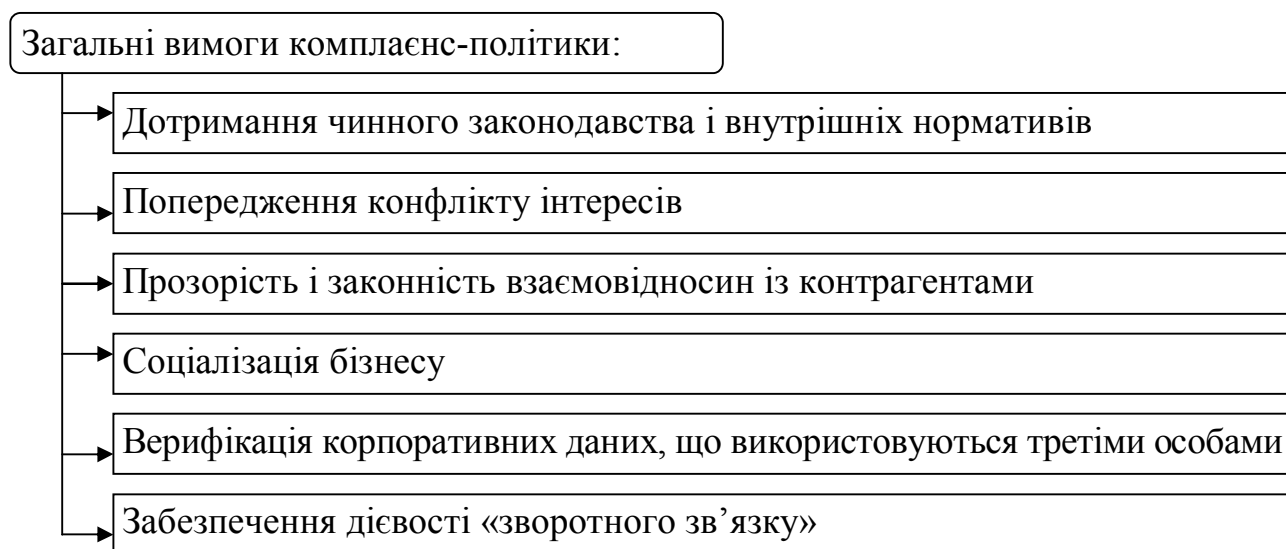 Загальні вимоги комплаєнс-політики:
Дотримання чинного законодавства і внутрішніх нормативів
Попередження конфлікту інтересів
Прозорість і законність взаємовідносин із контрагентами
Соціалізація бізнесу
Верифікація корпоративних даних, що використовуються третіми особами
Забезпечення дієвості «зворотного зв’язку»